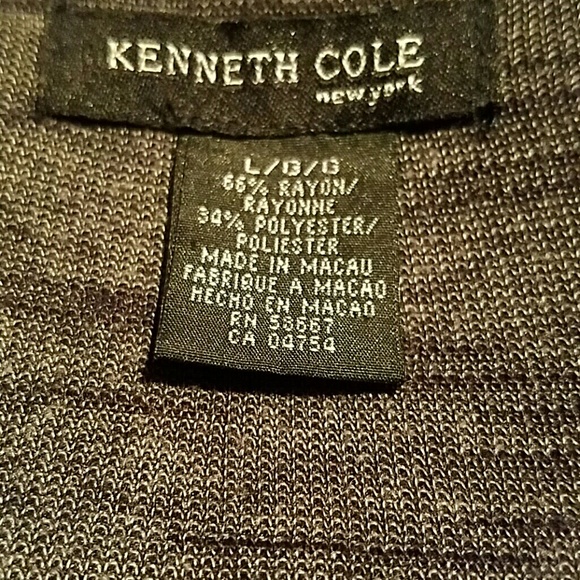 KENNETH COLE
new york
L/G/G
66% RAYON/
RAYONNE
34% POLYESTER/
POLIESTER
MADE IN MACAU
FABRIQUE A MACAO
HECHO EN MACAO
RN 58667
CA 04754